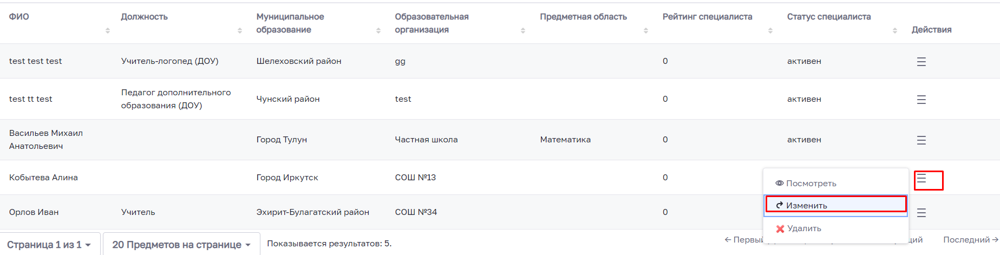 ФИО
Должность
Муниципальное
образование
Образовательная
организация
Предметная область
Рейтинг специалиста
Статус специалиста
Действия
test test test
Учитель-логопед (ДОУ)
Шелеховский район
gg
0
активен
test tt test
Педагог дополнительного
образования (ДОУ)
Чунский район
test
0
активен
Васильев Михаил
Анатольевич
Город Тулун
Частная школа
Математика
0
активен
Кобытева Алина
Город Иркутск
СОШ №13
0
Посмотреть
Изменить
Удалить
Орлов Иван
Учитель
Эхирит-Булагатский район
СОШ №34
0
Страница 1 из 1
20 Предметов на странице
Показывается результатов: 5.
← Первый
Последний →